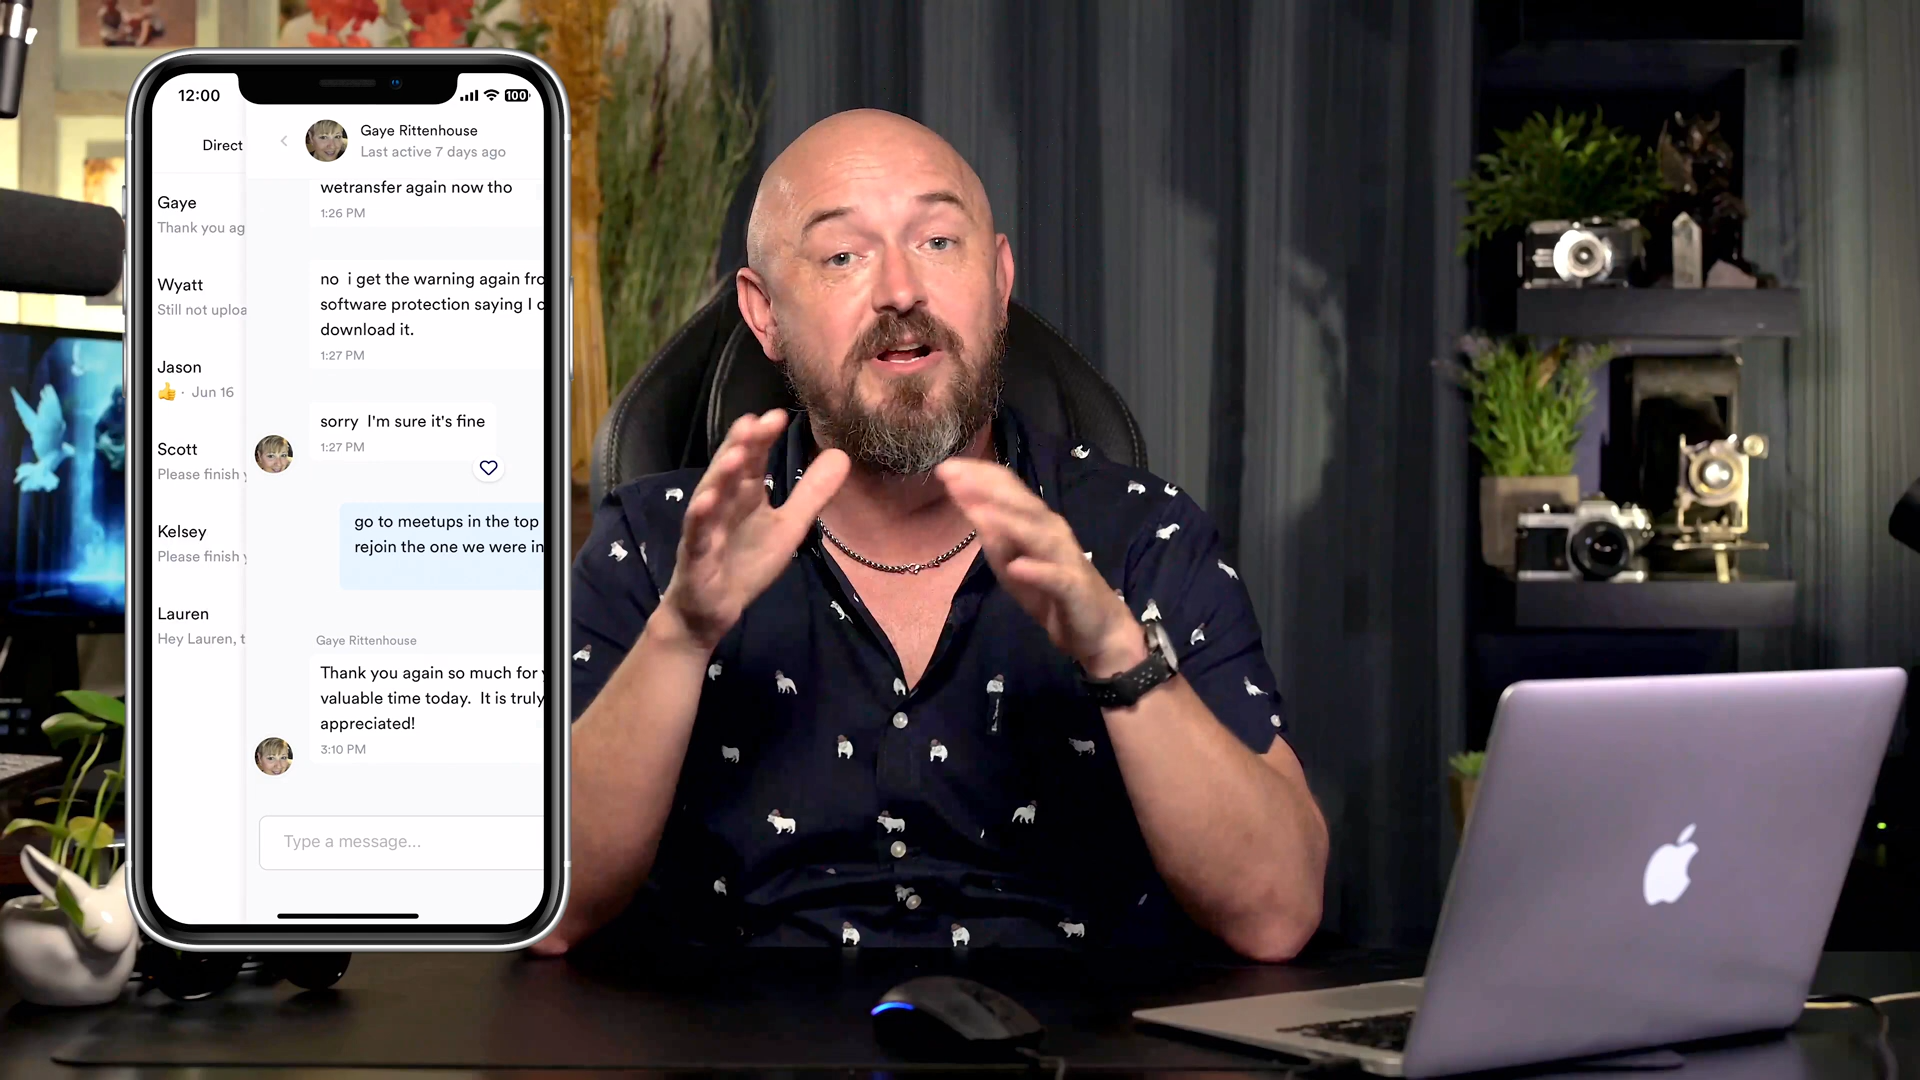 12:00
100
Direct
Gaye
Thank you ag
Wyatt
Still not uploa
Jason
👍 · Jun 16
Scott
Please finish y
Kelsey
Please finish y
Lauren
Hey Lauren, t
Gaye Rittenhouse
Last active 7 days ago
wetransfer again now tho
1:26 PM
no i get the warning again fro
software protection saying I c
download it.
1:27 PM
sorry I'm sure it's fine
1:27 PM
go to meetups in the top
rejoin the one we were in
Gaye Rittenhouse
Thank you again so much for y
valuable time today. It is truly
appreciated!
3:10 PM
Type a message...